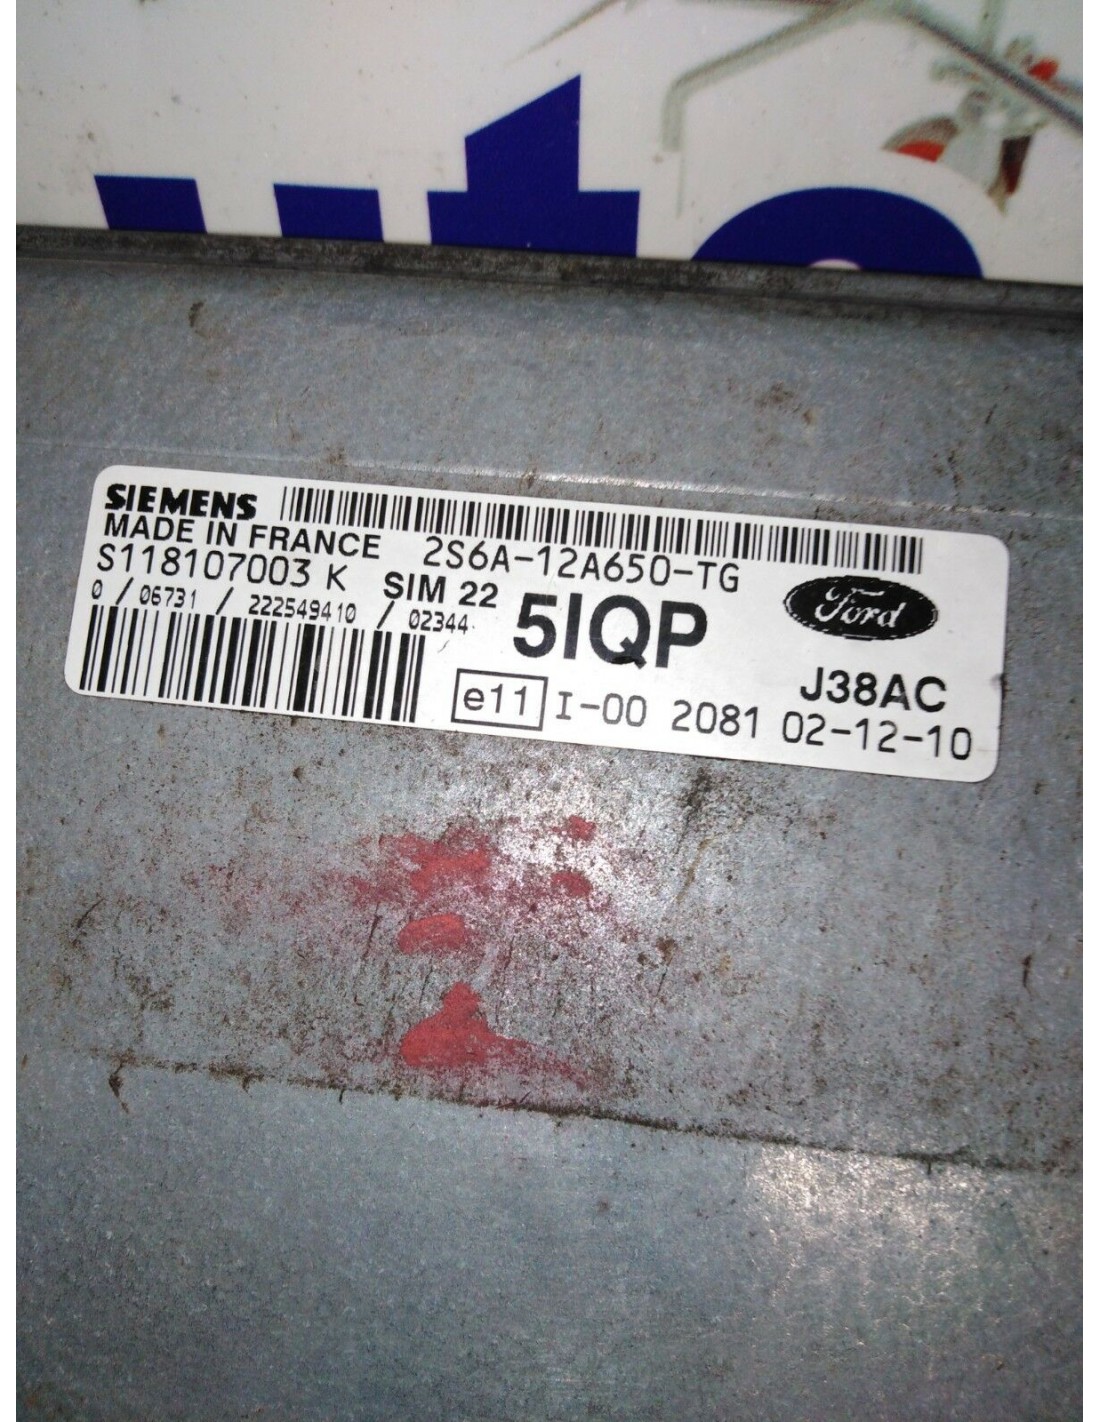 uto
SIEMENS
MADE IN FRANCE
2S6A-12A650-TG
S118107003 K
SIM 22
5IQP
Ford
0 / 06731 / 222549410 / 02344
J38AC
e11 I-00 2081 02-12-10